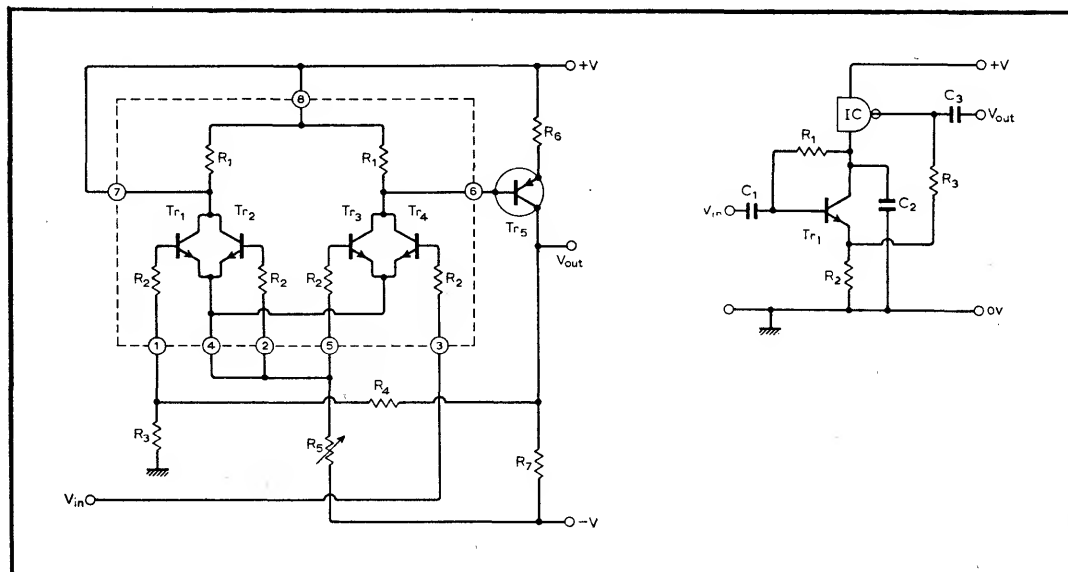 +V
8
R1
R1
R6
7
6
Tr1
Tr2
Tr3
Tr4
Tr5
Vout
R2
R2
R2
R2
1
4
2
5
3
R4
R3
R5
R7
Vin
-V
+V
IC
C3
Vout
R1
R3
C1
Vin
C2
Tr1
R2
0V